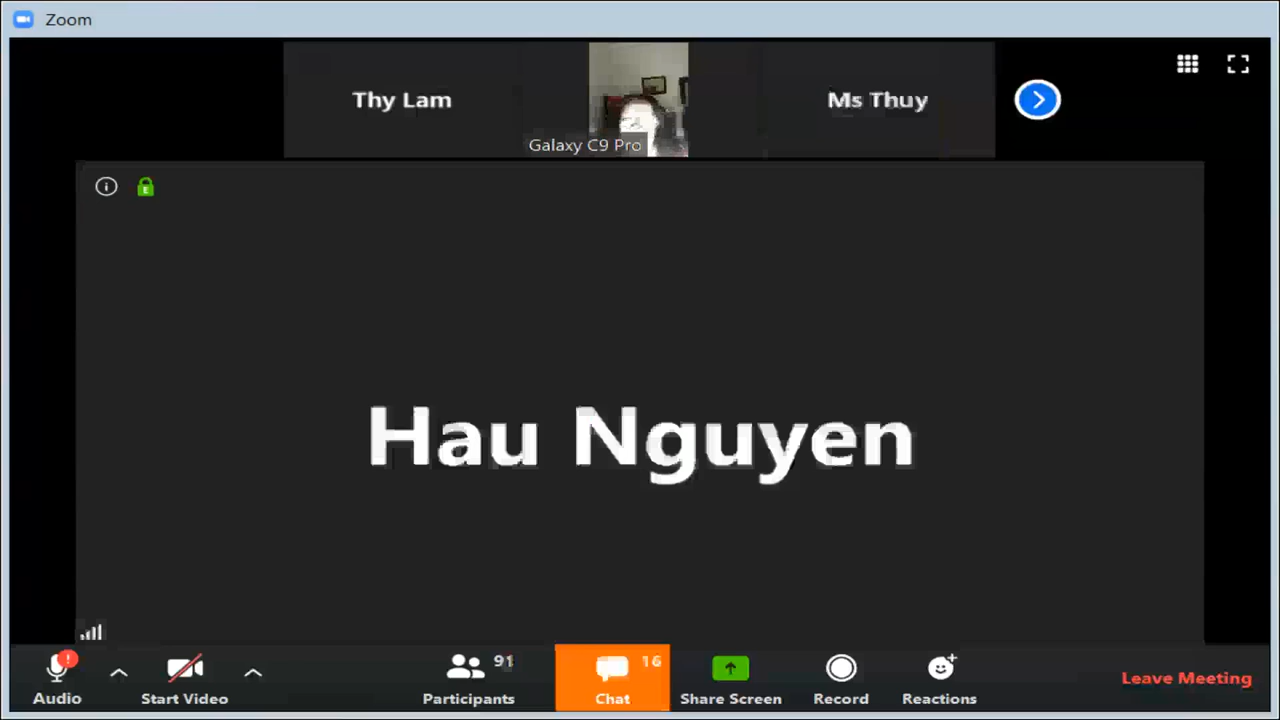 Zoom
Thy Lam
Galaxy C9 Pro
Ms Thuy
Hau Nguyen
91
16
Audio
Start Video
Participants
Chat
Share Screen
Record
Reactions
Leave Meeting